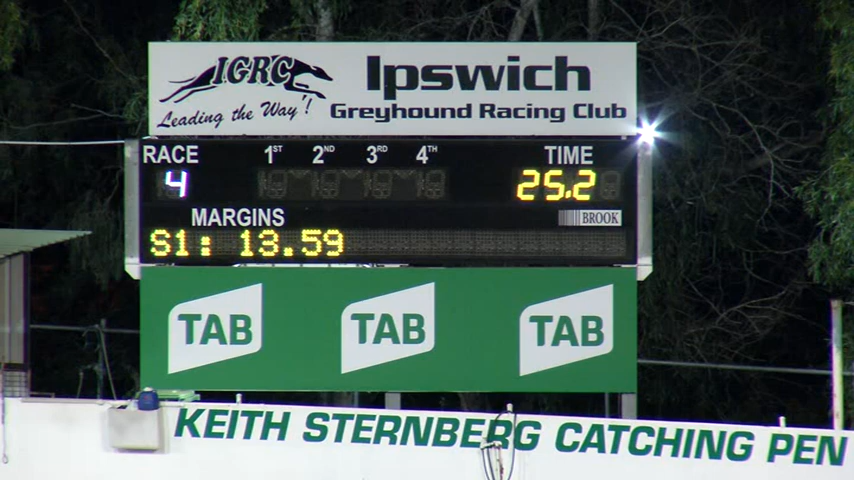 IGRC
Leading the Way!
Ipswich
Greyhound Racing Club
RACE 1ST 2ND 3RD 4TH TIME
4 25.2
MARGINS BROOK
S1: 13.59
TAB TAB TAB
KEITH STERNBERG CATCHING PEN